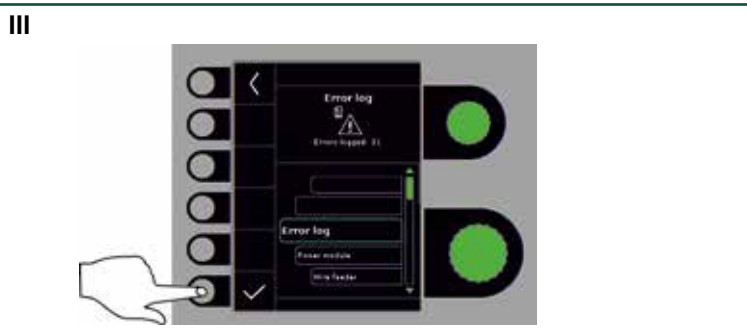 III
Error log
Errors logged: 31
Error log
Power module
Wire feeder